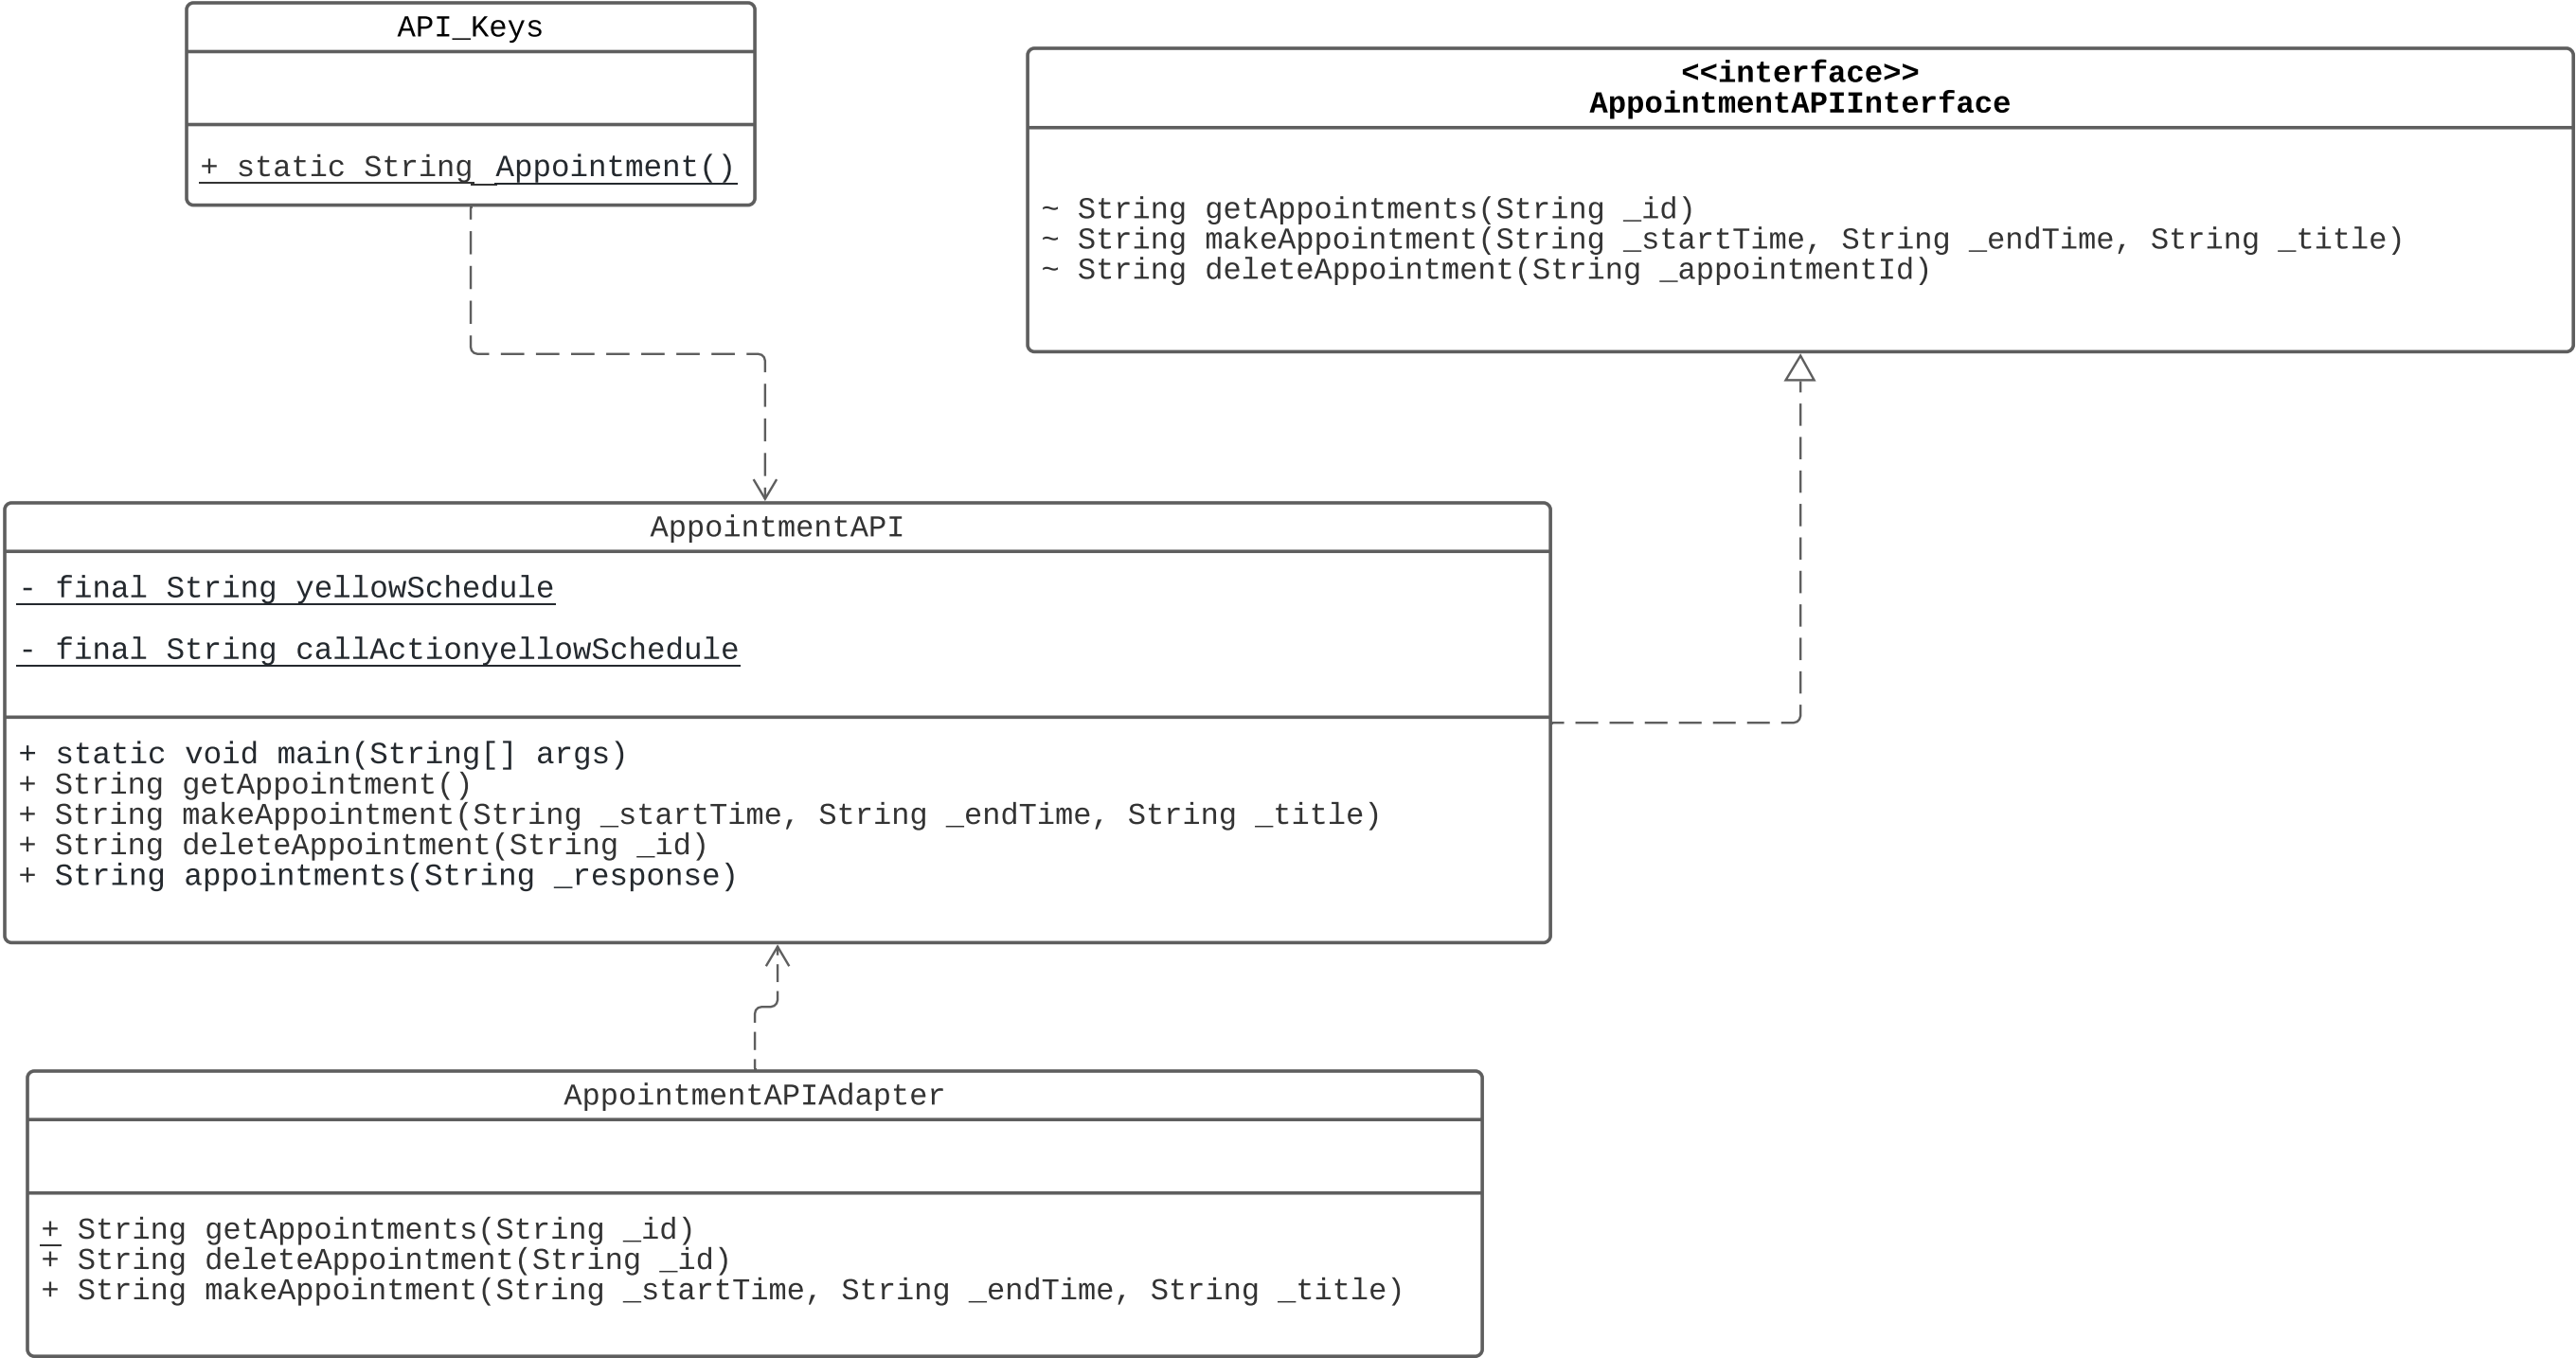 API_Keys
+ static String Appointment()
<<interface>>
AppointmentAPIInterface
~ String getAppointments(String _id)
~ String makeAppointment(String _startTime, String _endTime, String _title)
~ String deleteAppointment(String _appointmentId)
AppointmentAPI
- final String yellowSchedule
- final String callActionyellowSchedule
+ static void main(String[] args)
+ String getAppointment()
+ String makeAppointment(String _startTime, String _endTime, String _title)
+ String deleteAppointment(String _id)
+ String appointments(String _response)
AppointmentAPIAdapter
+ String getAppointments(String _id)
+ String deleteAppointment(String _id)
+ String makeAppointment(String _startTime, String _endTime, String _title)